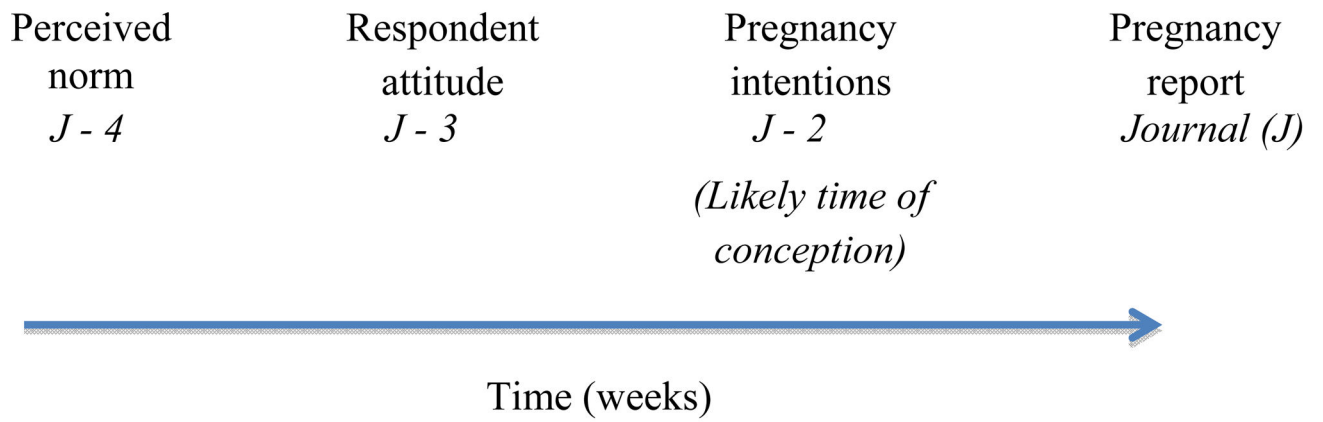 Perceived norm
J - 4
Respondent attitude
J - 3
Pregnancy intentions
J - 2
(Likely time of conception)
Pregnancy report
Journal (J)
Time (weeks)